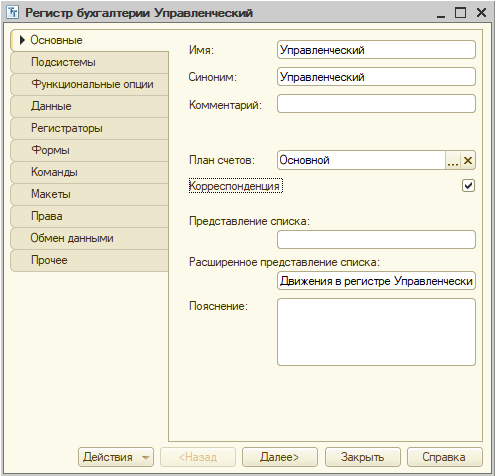 Регистр бухгалтерии Управленческий
Основные
Подсистемы
Функциональные опции
Данные
Регистраторы
Формы
Команды
Макеты
Права
Обмен данными
Прочее
Имя: Управленческий
Синоним: Управленческий
Комментарий:
План счетов: Основной ...
Корреспонденция
Представление списка:
Расширенное представление списка:
Движения в регистре Управленчески
Пояснение:
Действия <Назад Далее> Закрыть Справка